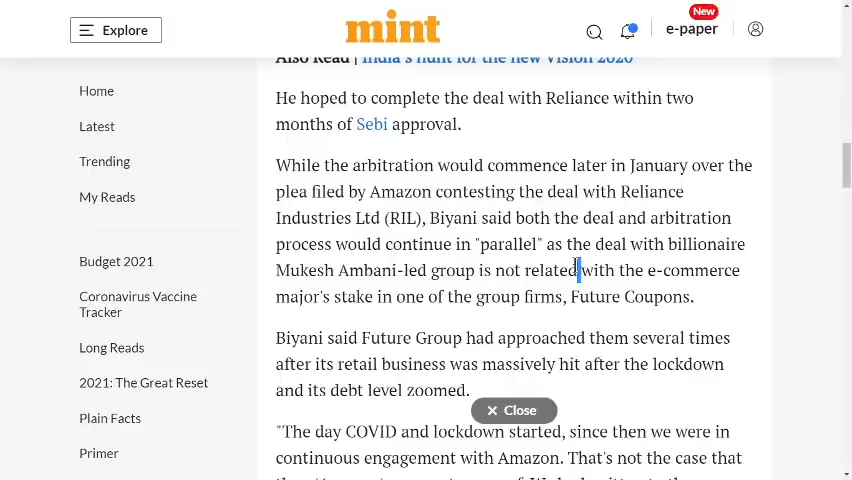 Explore
mint
New
e-paper
Also Read | India's hunt for the new Vision 2020
Home
Latest
Trending
My Reads
Budget 2021
Coronavirus Vaccine
Tracker
Long Reads
2021: The Great Reset
Plain Facts
Primer
He hoped to complete the deal with Reliance within two
months of Sebi approval.
While the arbitration would commence later in January over the
plea filed by Amazon contesting the deal with Reliance
Industries Ltd (RIL), Biyani said both the deal and arbitration
process would continue in "parallel" as the deal with billionaire
Mukesh Ambani-led group is not related with the e-commerce
major's stake in one of the group firms, Future Coupons.
Biyani said Future Group had approached them several times
after its retail business was massively hit after the lockdown
and its debt level zoomed.
✕ Close
"The day COVID and lockdown started, since then we were in
continuous engagement with Amazon. That's not the case that